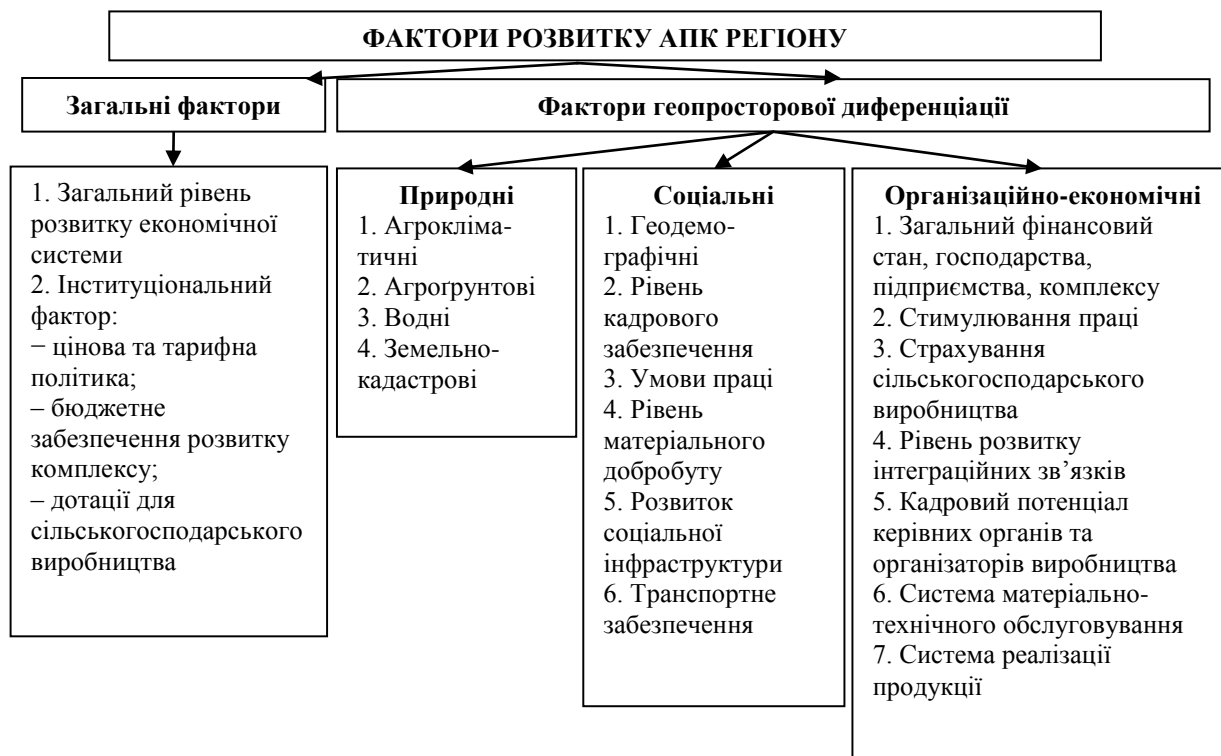 ФАКТОРИ РОЗВИТКУ АПК РЕГІОНУ
Загальні фактори
Фактори геопросторової диференціації
1. Загальний рівень
розвитку економічної
системи
2. Інституціональний
фактор:
− цінова та тарифна
політика;
– бюджетне
забезпечення розвитку
комплексу;
– дотації для
сільськогосподарського
виробництва
Природні
1. Агрокліма-
тичні
2. Агроґрунтові
3. Водні
4. Земельно-
кадастрові
Соціальні
1. Геодемо-
графічні
2. Рівень
кадрового
забезпечення
3. Умови праці
4. Рівень
матеріального
добробуту
5. Розвиток
соціальної
інфраструктури
6. Транспортне
забезпечення
Організаційно-економічні
1. Загальний фінансовий
стан, господарства,
підприємства, комплексу
2. Стимулювання праці
3. Страхування
сільськогосподарського
виробництва
4. Рівень розвитку
інтеграційних зв’язків
5. Кадровий потенціал
керівних органів та
організаторів виробництва
6. Система матеріально-
технічного обслуговування
7. Система реалізації
продукції